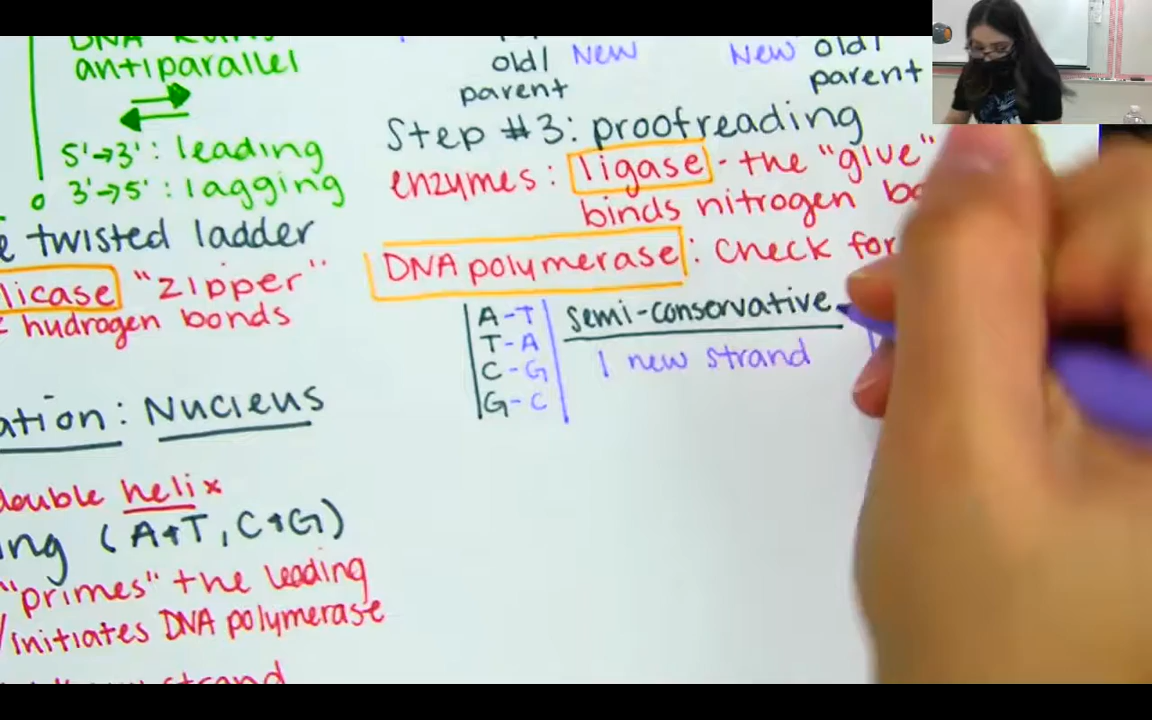 antiparallel
5'→3': leading
3'→5': lagging
twisted ladder
licase "zipper"
hydrogen bonds
ation: Nucleus
double helix
ing (A+T, C+G)
"primes" the leading
/initiates DNA polymerase
strand
old/ New
parent
New old/
parent
Step #3: proofreading
enzymes: ligase - the "glue"
binds nitrogen
DNA polymerase: check for
A-T
T-A
C-G
G-C
semi-conservative
1 new strand